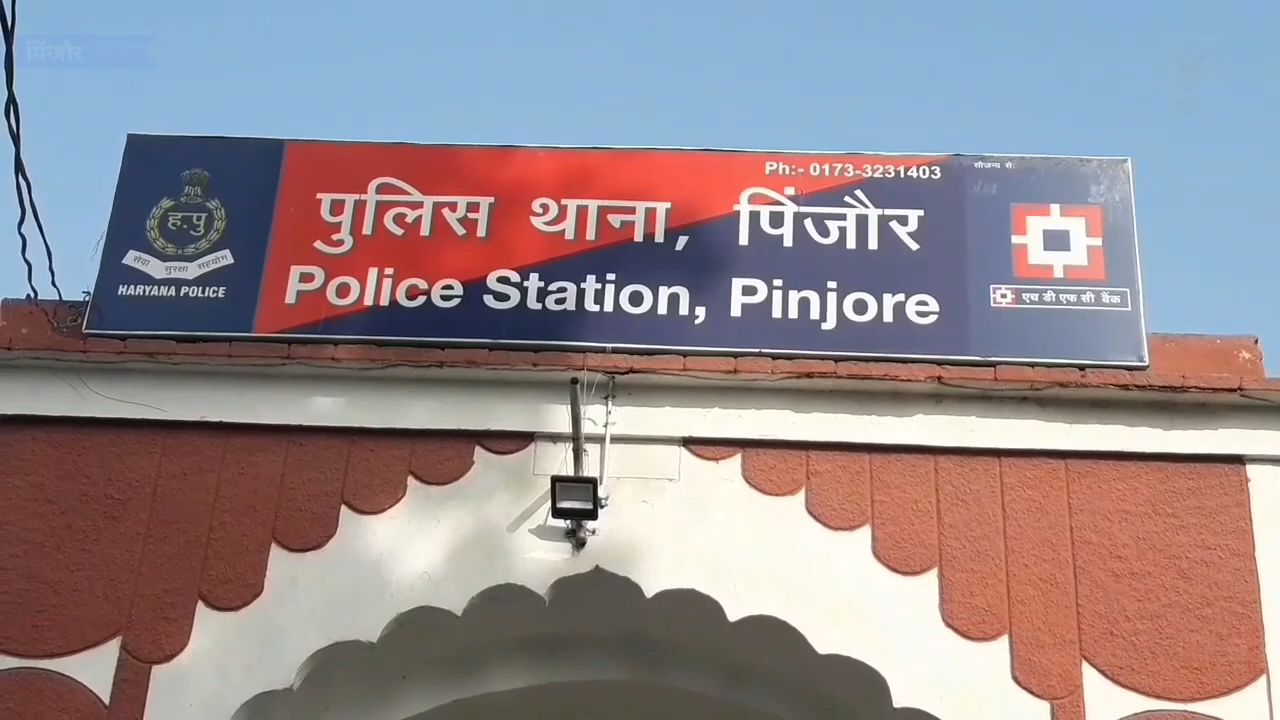 पिंजोर
Ph:- 0173-3231403
सौजन्य से:
ह.पु
सेवा सुरक्षा सहयोग
HARYANA POLICE
पुलिस थाना, पिंजौर
Police Station, Pinjore
एच डी एफ सी बैंक